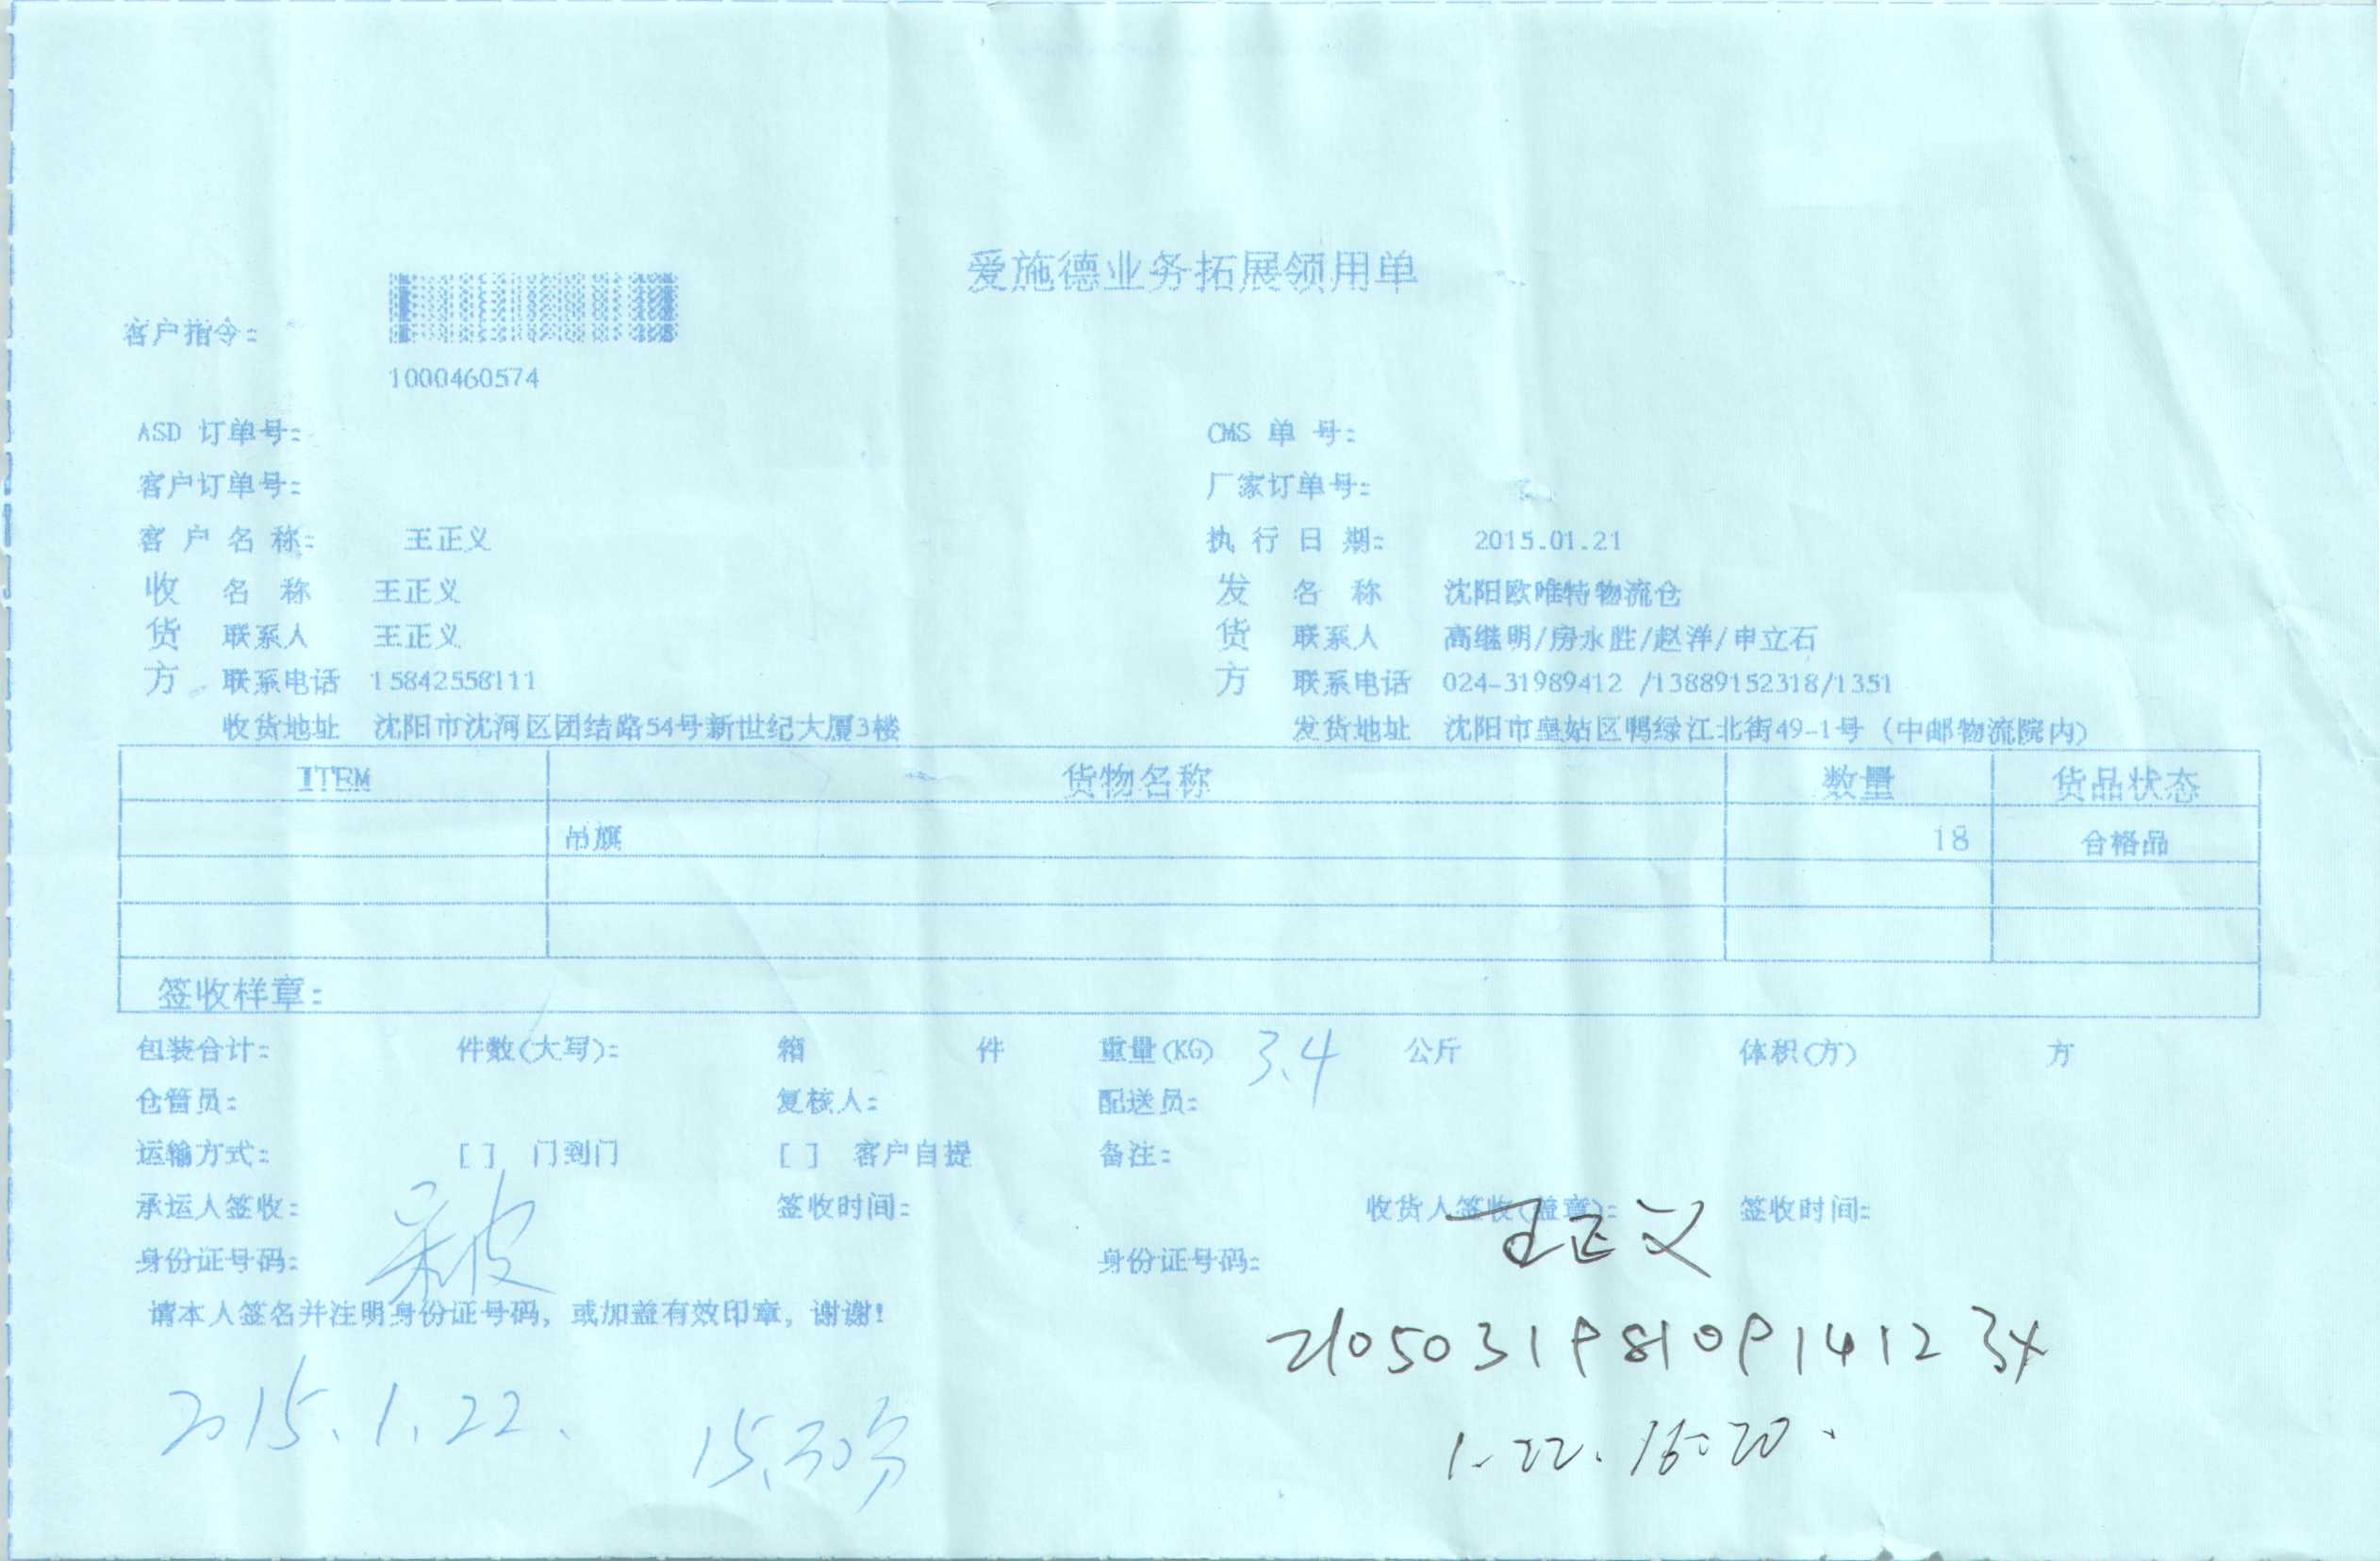 爱施德业务拓展领用单
客户指令:
1000460574
ASD 订单号: CMS 单 号:
客户订单号: 厂家订单号:
客 户 名 称: 王正义 执 行 日 期: 2015.01.21
收 名 称 王正义 发 名 称 沈阳欧唯特物流仓
货 联系人 王正义 货 联系人 高继明/房永胜/赵洋/申立石
方 联系电话 15842558111 方 联系电话 024-31989412 /13889152318/1351
收货地址 沈阳市沈河区团结路54号新世纪大厦3楼 发货地址 沈阳市皇姑区鸭绿江北街49-1号 (中邮物流院内)
ITEM 货物名称 数量 货品状态
吊旗 18 合格品
签收样章:
包装合计: 件数(大写): 箱 件 重量(KG) 3.4 公斤 体积(方) 方
仓管员: 复核人: 配送员:
运输方式: [ ] 门到门 [ ] 客户自提 备注:
承运人签收: 签收时间: 收货人签收(盖章): 王正义 签收时间:
身份证号码: 身份证号码:
请本人签名并注明身份证号码, 或加盖有效印章, 谢谢!
21050319810914123X
2015.1.22. 15.30分
1-22. 16:20.